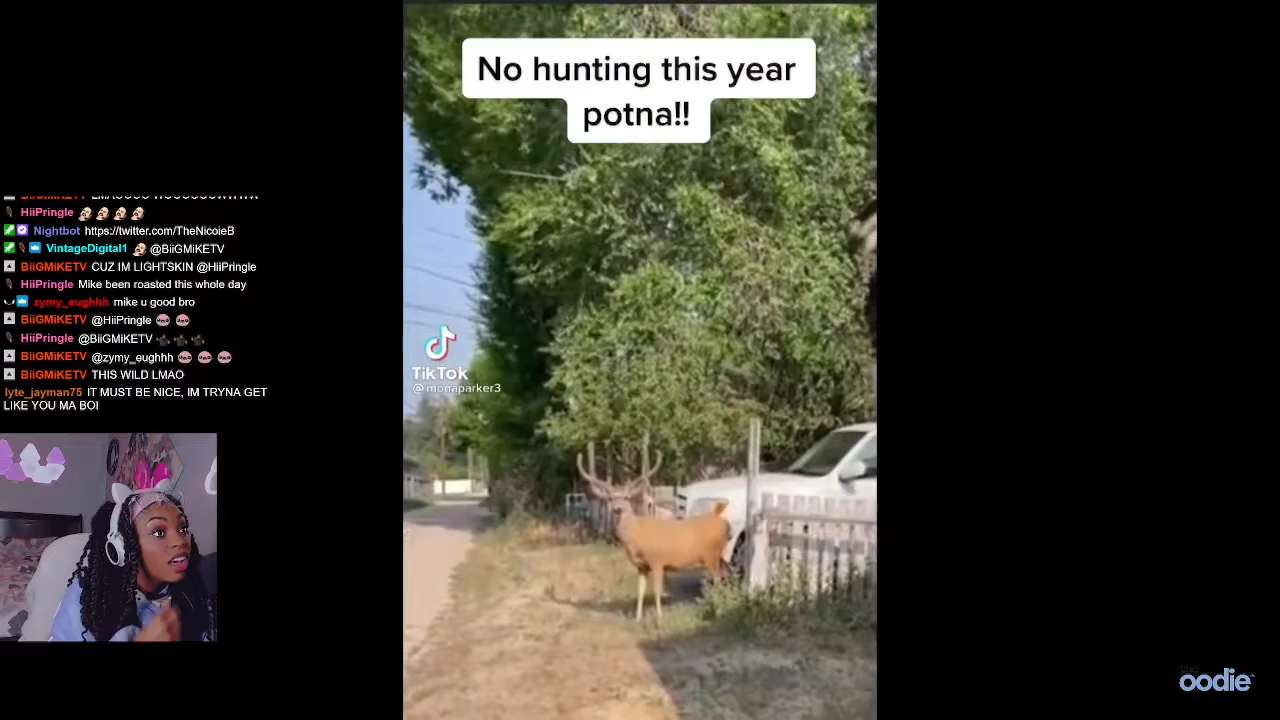 No hunting this year
potna!!
HiiPringle
Nightbot https://twitter.com/TheNicoieB
VintageDigital1 @BiiGMiKETV
BiiGMiKETV CUZ IM LIGHTSKIN @HiiPringle
HiiPringle Mike been roasted this whole day
zymy_eughhh mike u good bro
BiiGMiKETV @HiiPringle
HiiPringle @BiiGMiKETV
BiiGMiKETV @zymy_eughhh
BiiGMiKETV THIS WILD LMAO
lyte_jayman75 IT MUST BE NICE, IM TRYNA GET
LIKE YOU MA BOI
TikTok
@monaparker3
oodie